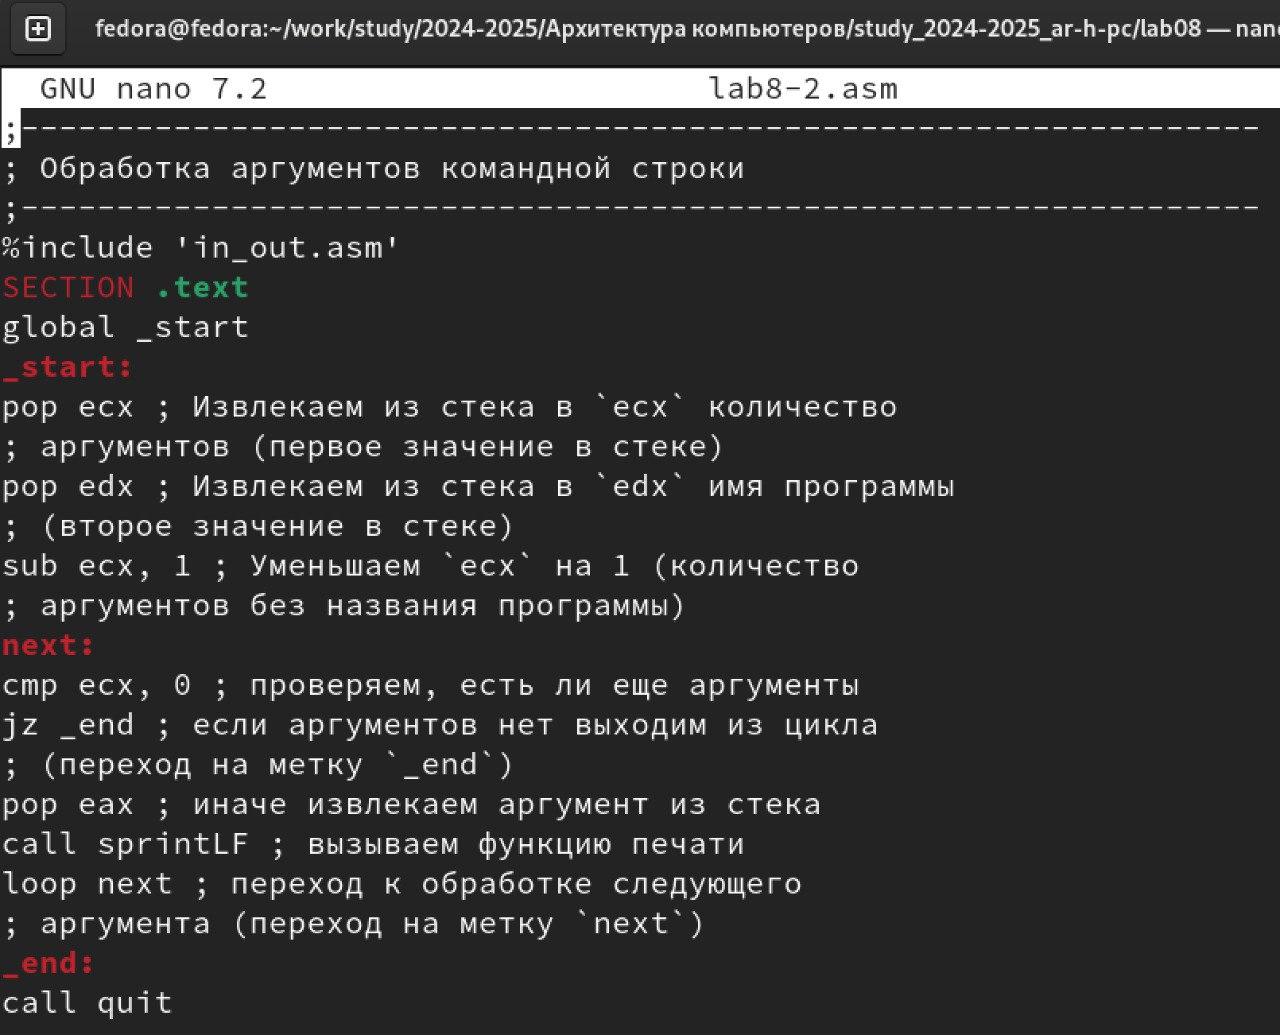 fedora@fedora:~/work/study/2024-2025/Архитектура компьютеров/study_2024-2025_ar-h-pc/lab08 — nano
GNU nano 7.2 lab8-2.asm
;-----------------------------------------------------------------
; Обработка аргументов командной строки
;-----------------------------------------------------------------
%include 'in_out.asm'
SECTION .text
global _start
_start:
pop ecx ; Извлекаем из стека в `ecx` количество
; аргументов (первое значение в стеке)
pop edx ; Извлекаем из стека в `edx` имя программы
; (второе значение в стеке)
sub ecx, 1 ; Уменьшаем `ecx` на 1 (количество
; аргументов без названия программы)
next:
cmp ecx, 0 ; проверяем, есть ли еще аргументы
jz _end ; если аргументов нет выходим из цикла
; (переход на метку `_end`)
pop eax ; иначе извлекаем аргумент из стека
call sprintLF ; вызываем функцию печати
loop next ; переход к обработке следующего
; аргумента (переход на метку `next`)
_end:
call quit